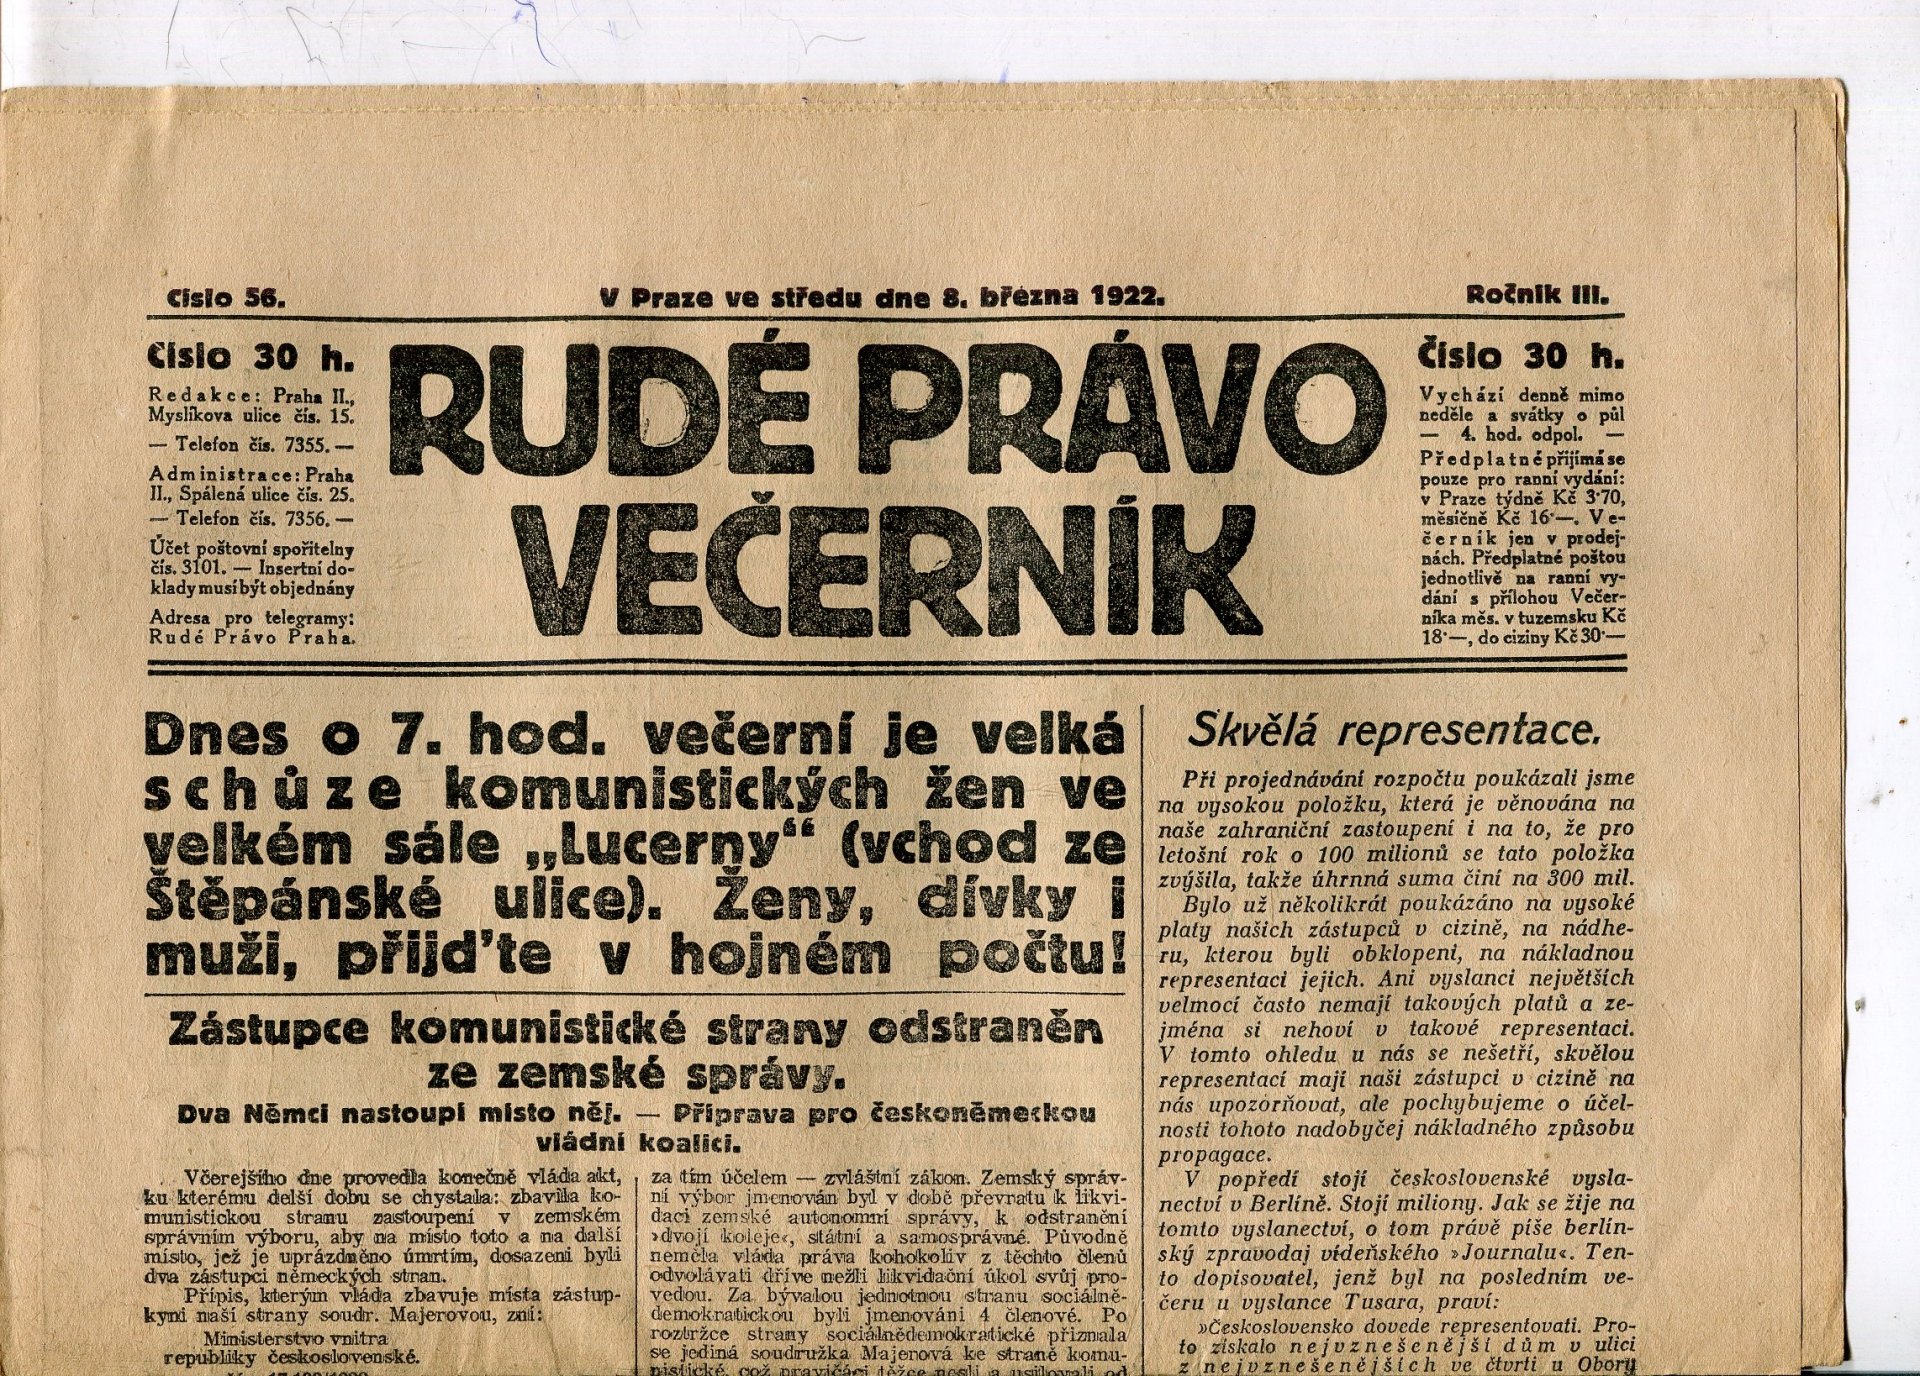 Číslo 56.
V Praze ve středu dne 8. března 1922.
Ročník III.
Číslo 30 h.
Redakce: Praha II.,
Myslíkova ulice čís. 15.
— Telefon čís. 7355. —
Administrace: Praha
II., Spálená ulice čís. 25.
— Telefon čís. 7356. —
Účet poštovní spořitelny
čís. 3101. — Insertní do-
klady musí být objednány
Adresa pro telegramy:
Rudé Právo Praha.
RUDÉ PRÁVO
VEČERNÍK
Číslo 30 h.
Vychází denně mimo
neděle a svátky o půl
— 4. hod. odpol. —
Předplatné přijímá se
pouze pro ranní vydání:
v Praze týdně Kč 3·70,
měsíčně Kč 16·—. Ve-
černík jen v prodej-
nách. Předplatné poštou
jednotlivě na ranní vy-
dání s přílohou Večer-
níka měs. v tuzemsku Kč
18·—, do ciziny Kč 30·—
Dnes o 7. hod. večerní je velká
schůze komunistických žen ve
velkém sále „Lucerny“ (vchod ze
Štěpánské ulice). Ženy, dívky i
muži, přijďte v hojném počtu!
Zástupce komunistické strany odstraněn
ze zemské správy.
Dva Němci nastoupí místo něj. — Příprava pro českoněmeckou
vládní koalici.
Včerejšího dne provedla konečně vláda akt,
ku kterému delší dobu se chystala: zbavila ko-
munistickou stranu zastoupení v zemském
správním výboru, aby na místo toto a na další
místo, jež je uprázdněno úmrtím, dosazeni byli
dva zástupci německých stran.
Přípis, kterým vláda zbavuje místa zástup-
kyni naší strany soudr. Majerovou, zní:
Ministerstvo vnitra
republiky československé.
za tím účelem — zvláštní zákon. Zemský správ-
ní výbor jmenován byl v době převratu k likvi-
daci zemské autonomní správy, k odstranění
»dvojí koleje«, státní a samosprávné. Původně
neměla vláda práva kohokoliv z těchto členů
odvolávati dříve nežli likvidační úkol svůj pro-
vedou. Za bývalou jednotnou stranu sociálně-
demokratickou byli jmenováni 4 členové. Po
roztržce strany sociálnědemokratické přiznala
se jediná soudružka Majerová ke straně komu-
nistické, což pravičáci těžce nesli a usilovali od
Skvělá representace.
Při projednávání rozpočtu poukázali jsme
na vysokou položku, která je věnována na
naše zahraniční zastoupení i na to, že pro
letošní rok o 100 milionů se tato položka
zvýšila, takže úhrnná suma činí na 300 mil.
Bylo už několikrát poukázáno na vysoké
platy našich zástupců v cizině, na nádhe-
ru, kterou byli obklopeni, na nákladnou
representaci jejich. Ani vyslanci největších
velmocí často nemají takových platů a ze-
jména si nehoví v takové representaci.
V tomto ohledu u nás se nešetří, skvělou
representací mají naši zástupci v cizině na
nás upozorňovat, ale pochybujeme o účel-
nosti tohoto nadobyčej nákladného způsobu
propagace.
V popředí stojí československé vysla-
nectví v Berlíně. Stojí miliony. Jak se žije na
tomto vyslanectví, o tom právě píše berlín-
ský zpravodaj vídeňského »Journalu«. Ten-
to dopisovatel, jenž byl na posledním ve-
čeru u vyslance Tusara, praví:
»Československo dovede representovati. Pro-
to získalo nejvznešenější dům v ulici
z nejvznešenějších ve čtvrti u Obory